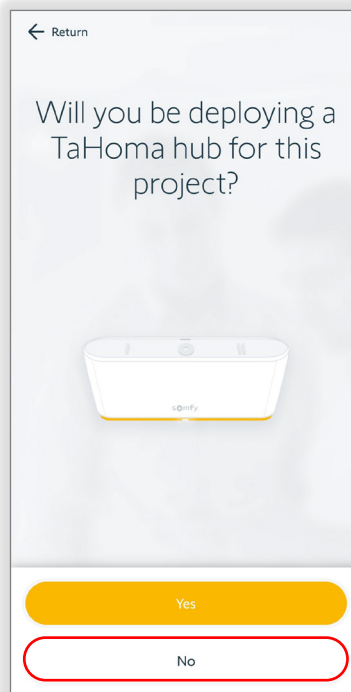 ← Return
Will you be deploying a
TaHoma hub for this
project?
somfy.
Yes
No